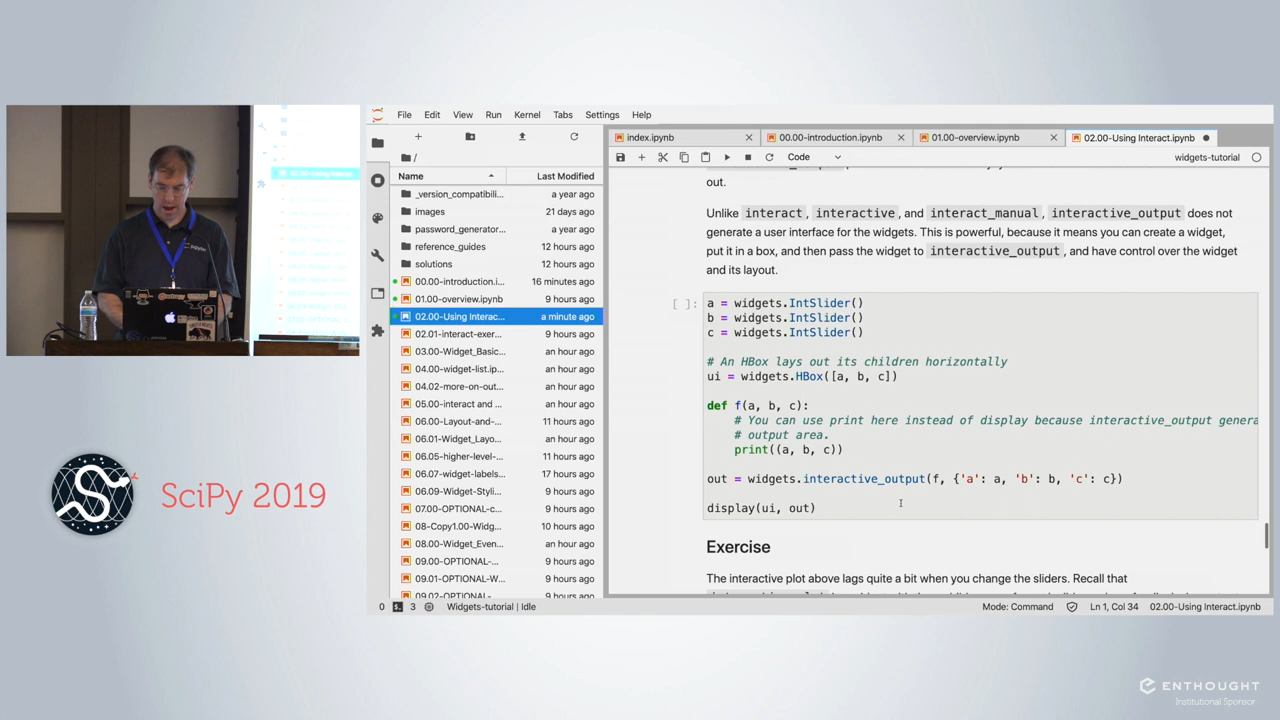 File Edit View Run Kernel Tabs Settings Help
index.ipynb 00.00-introduction.ipynb 01.00-overview.ipynb 02.00-Using Interact.ipynb
Code widgets-tutorial
/
Name Last Modified
_version_compatibili... a year ago
images 21 days ago
password_generator... a year ago
reference_guides 12 hours ago
solutions 12 hours ago
00.00-introduction.i... 16 minutes ago
01.00-overview.ipynb 9 hours ago
02.00-Using Interac... a minute ago
02.01-interact-exer... 9 hours ago
03.00-Widget_Basic... an hour ago
04.00-widget-list.ip... an hour ago
04.02-more-on-out... an hour ago
05.00-interact and ... an hour ago
06.00-Layout-and-... 11 hours ago
06.01-Widget_Layo... an hour ago
06.05-higher-level-... 11 hours ago
06.07-widget-labels... 17 hours ago
06.09-Widget-Styli... an hour ago
07.00-OPTIONAL-c... 9 hours ago
08-Copy1.00-Widg... 10 hours ago
08.00-Widget_Even... an hour ago
09.00-OPTIONAL-... 9 hours ago
09.01-OPTIONAL-W... 9 hours ago
09.02-OPTIONAL-... 9 hours ago
out.
Unlike interact, interactive, and interact_manual, interactive_output does not
generate a user interface for the widgets. This is powerful, because it means you can create a widget,
put it in a box, and then pass the widget to interactive_output, and have control over the widget
and its layout.
[ ]: a = widgets.IntSlider()
b = widgets.IntSlider()
c = widgets.IntSlider()
# An HBox lays out its children horizontally
ui = widgets.HBox([a, b, c])
def f(a, b, c):
# You can use print here instead of display because interactive_output genera
# output area.
print((a, b, c))
out = widgets.interactive_output(f, {'a': a, 'b': b, 'c': c})
display(ui, out)
Exercise
The interactive plot above lags quite a bit when you change the sliders. Recall that
0 3 Widgets-tutorial | Idle Mode: Command Ln 1, Col 34 02.00-Using Interact.ipynb
SciPy 2019
ENTHOUGHT
Institutional Sponsor